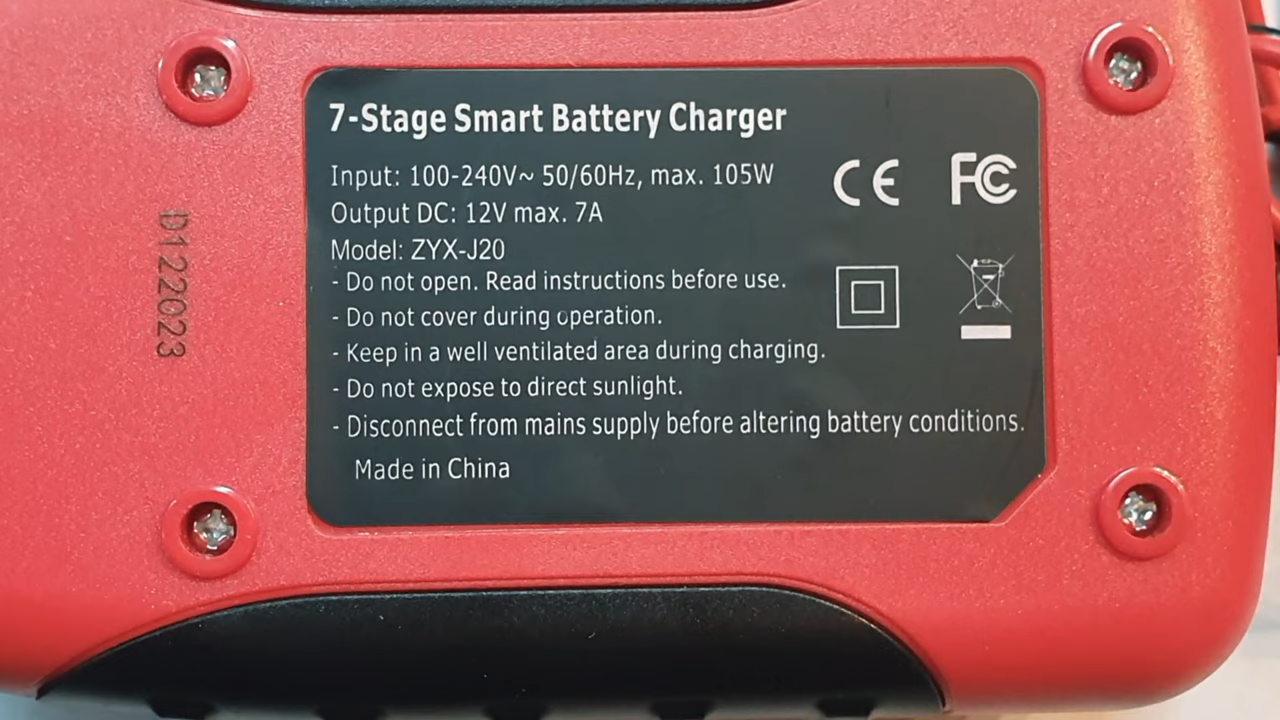 7-Stage Smart Battery Charger
Input: 100-240V~ 50/60Hz, max. 105W
Output DC: 12V max. 7A
Model: ZYX-J20
- Do not open. Read instructions before use.
- Do not cover during operation.
- Keep in a well ventilated area during charging.
- Do not expose to direct sunlight.
- Disconnect from mains supply before altering battery conditions.
Made in China
CE FC
D122023